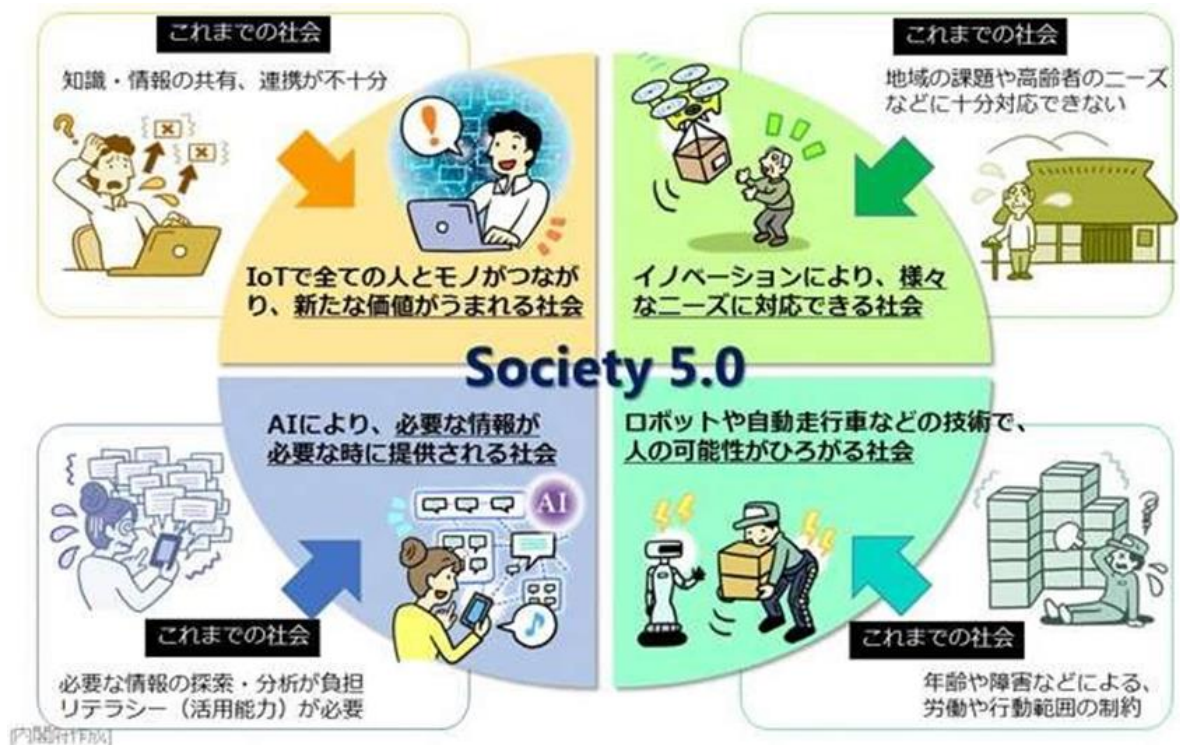 これまでの社会
知識・情報の共有、連携が不十分
IoTで全ての人とモノがつなが
り、新たな価値がうまれる社会
これまでの社会
地域の課題や高齢者のニーズ
などに十分対応できない
イノベーションにより、様々
なニーズに対応できる社会
Society 5.0
AIにより、必要な情報が
必要な時に提供される社会
AI
これまでの社会
必要な情報の探索・分析が負担
リテラシー（活用能力）が必要
ロボットや自動走行車などの技術で、
人の可能性がひろがる社会
これまでの社会
年齢や障害などによる、
労働や行動範囲の制約
[内閣府作成]